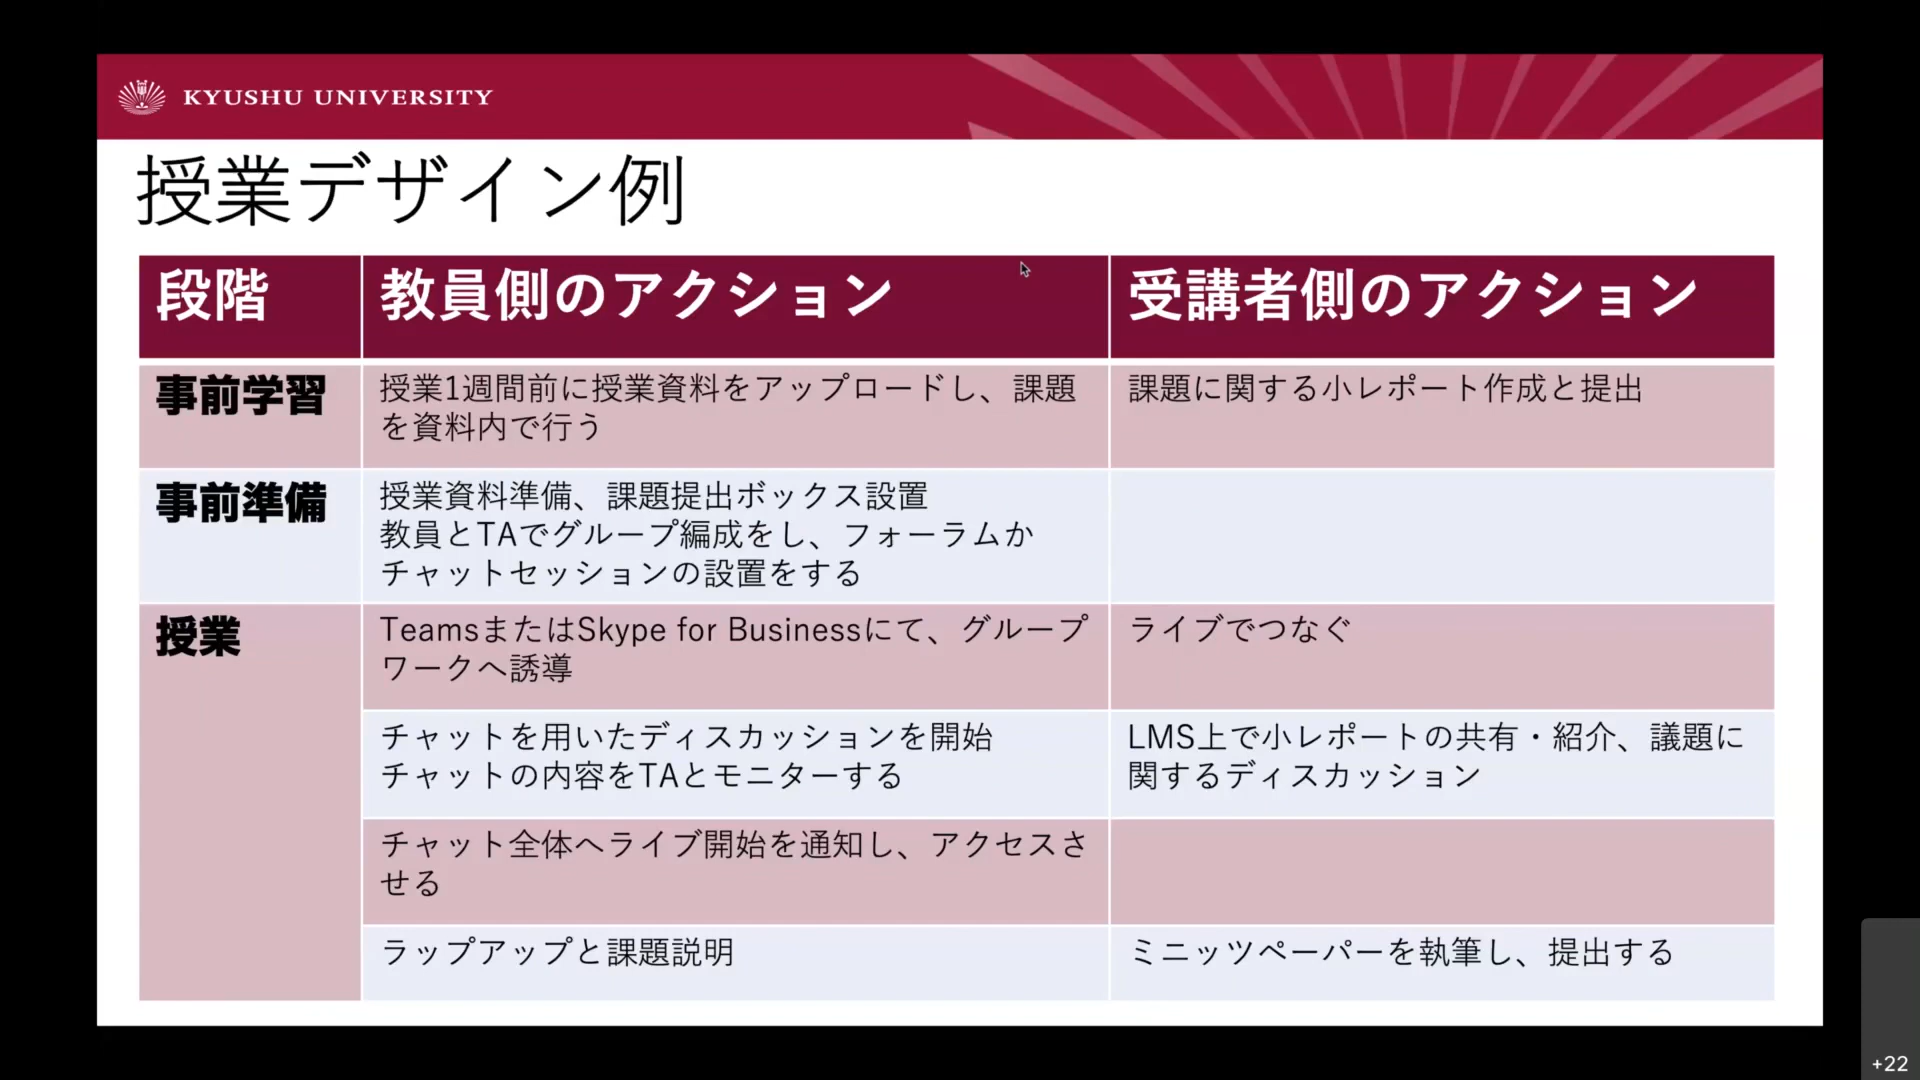 KYUSHU UNIVERSITY
授業デザイン例
段階
教員側のアクション
受講者側のアクション
事前学習
授業1週間前に授業資料をアップロードし、課題
を資料内で行う
課題に関する小レポート作成と提出
事前準備
授業資料準備、課題提出ボックス設置
教員とTAでグループ編成をし、フォーラムか
チャットセッションの設置をする
授業
TeamsまたはSkype for Businessにて、グループ
ワークへ誘導
ライブでつなぐ
チャットを用いたディスカッションを開始
チャットの内容をTAとモニターする
LMS上で小レポートの共有・紹介、議題に
関するディスカッション
チャット全体へライブ開始を通知し、アクセスさ
せる
ラップアップと課題説明
ミニッツペーパーを執筆し、提出する
+22